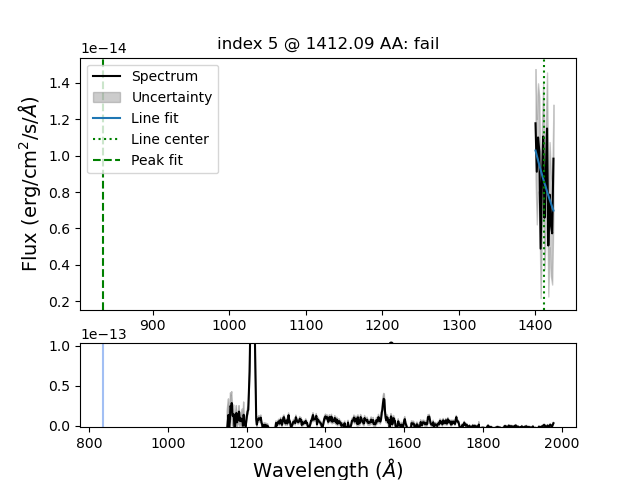 index 5 @ 1412.09 AA: fail
1e−14
Spectrum
Uncertainty
Line fit
Line center
Peak fit
Flux (erg/cm²/s/Å)
1.4
1.2
1.0
0.8
0.6
0.4
0.2
900 1000 1100 1200 1300 1400
1e−13
1.0
0.5
0.0
800 1000 1200 1400 1600 1800 2000
Wavelength (Å)